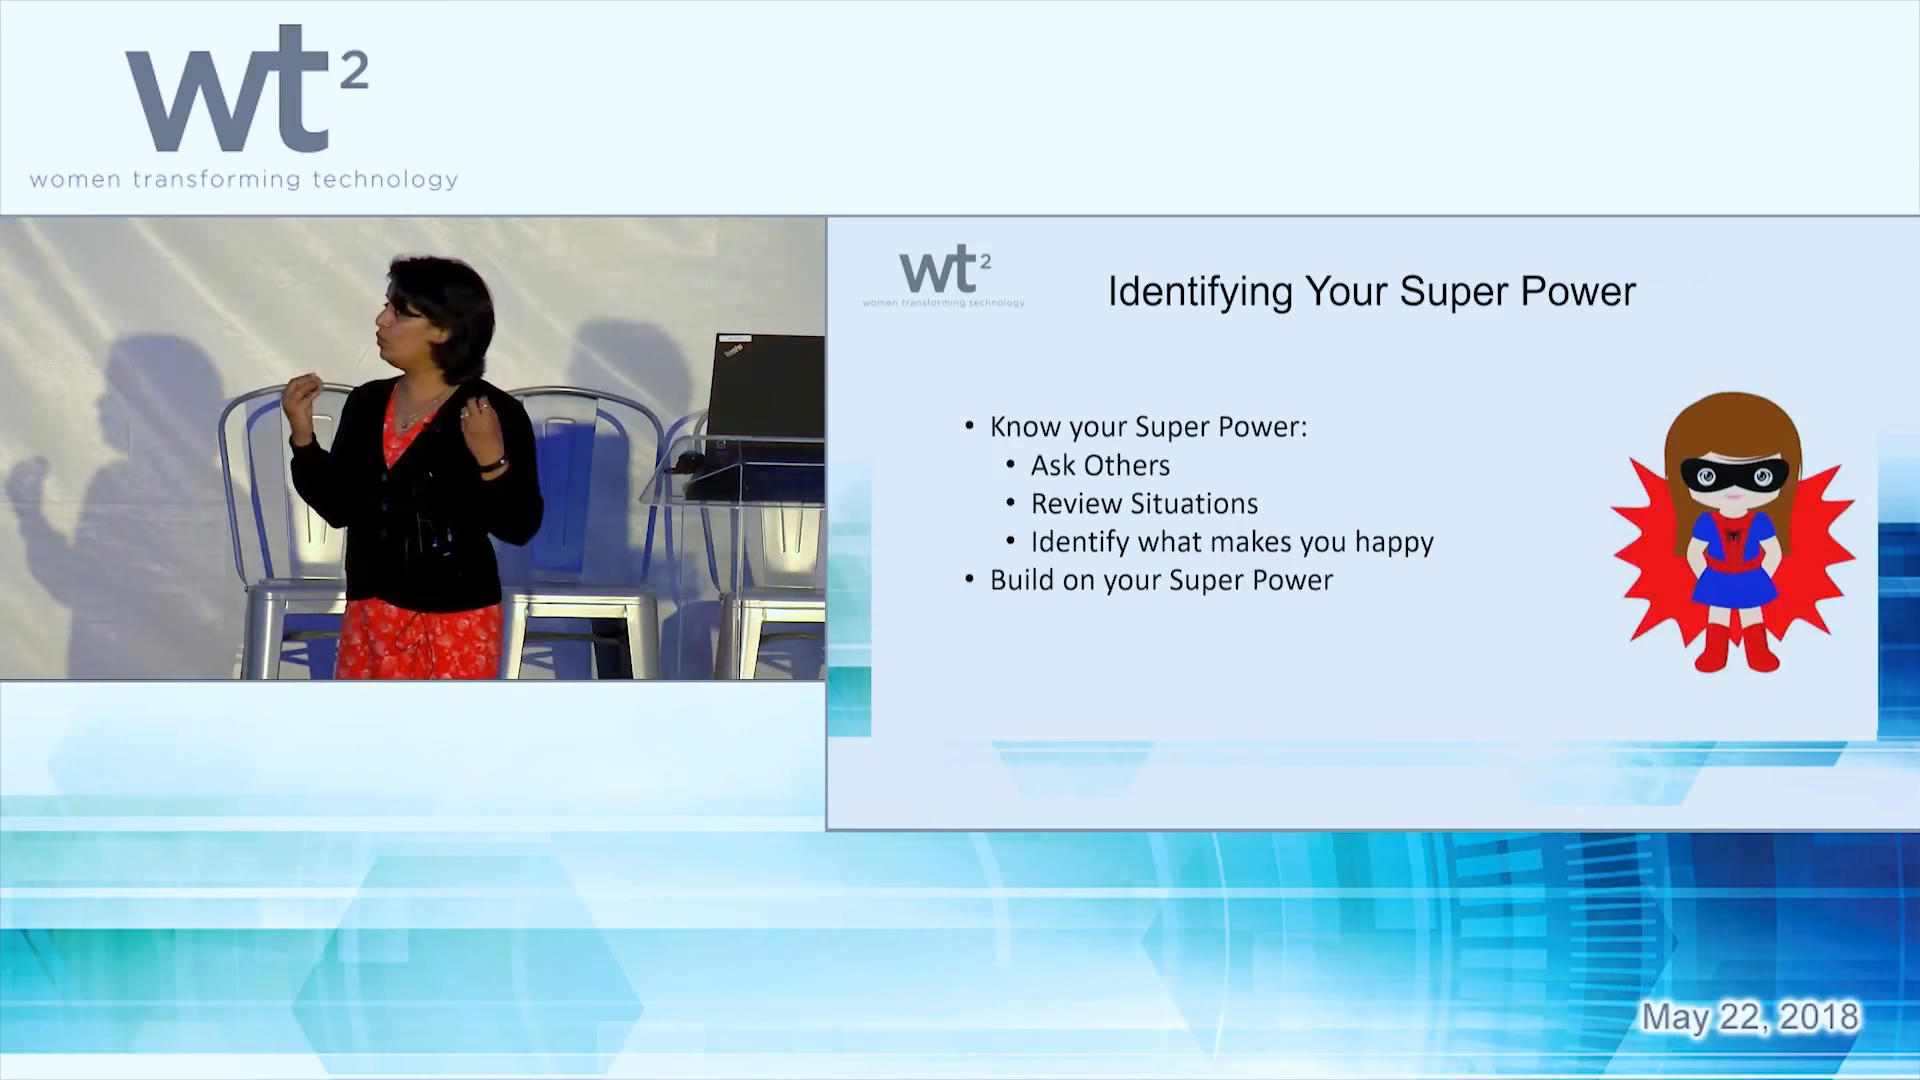 wt2
women transforming technology
wt2
women transforming technology
Identifying Your Super Power
• Know your Super Power:
• Ask Others
• Review Situations
• Identify what makes you happy
• Build on your Super Power
ThinkPad
May 22, 2018